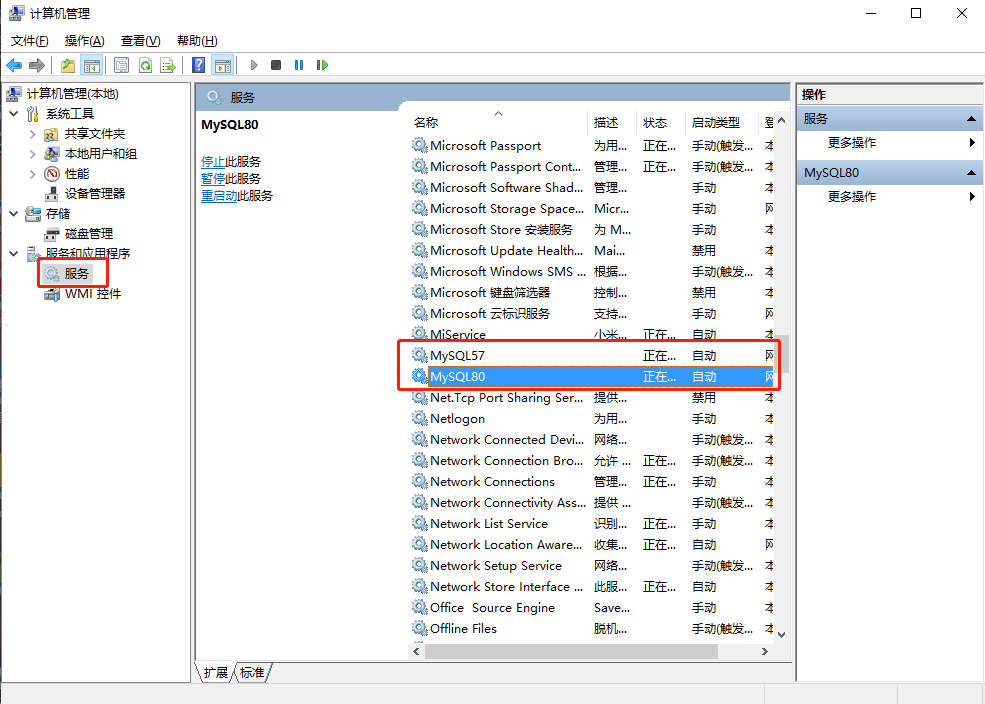 计算机管理
文件(F) 操作(A) 查看(V) 帮助(H)
计算机管理(本地)
系统工具
共享文件夹
本地用户和组
性能
设备管理器
存储
磁盘管理
服务和应用程序
服务
WMI 控件
服务
MySQL80
停止此服务
暂停此服务
重启动此服务
名称 描述 状态 启动类型 登
Microsoft Passport 为用... 正在... 手动(触发... 本
Microsoft Passport Cont... 管理... 正在... 手动(触发... 本
Microsoft Software Shad... 管理... 手动 本
Microsoft Storage Space... Micr... 手动 网
Microsoft Store 安装服务 为 M... 手动 本
Microsoft Update Health... Mai... 禁用 本
Microsoft Windows SMS ... 根据... 手动(触发... 本
Microsoft 键盘筛选器 控制... 禁用 本
Microsoft 云标识服务 支持... 手动 网
MiService 小米... 正在... 自动 本
MySQL57 正在... 自动 网
MySQL80 正在... 自动 网
Net.Tcp Port Sharing Ser... 提供... 禁用 本
Netlogon 为用... 手动 本
Network Connected Devi... 网络... 手动(触发... 本
Network Connection Bro... 允许 ... 正在... 手动(触发... 本
Network Connections 管理... 正在... 手动 本
Network Connectivity Ass... 提供 ... 手动(触发... 本
Network List Service 识别... 正在... 手动 本
Network Location Aware... 收集... 正在... 自动 网
Network Setup Service 网络... 手动(触发... 本
Network Store Interface ... 此服... 正在... 自动 本
Office  Source Engine Save... 手动 本
Offline Files 脱机... 手动(触发... 本
扩展 标准
操作
服务
更多操作
MySQL80
更多操作